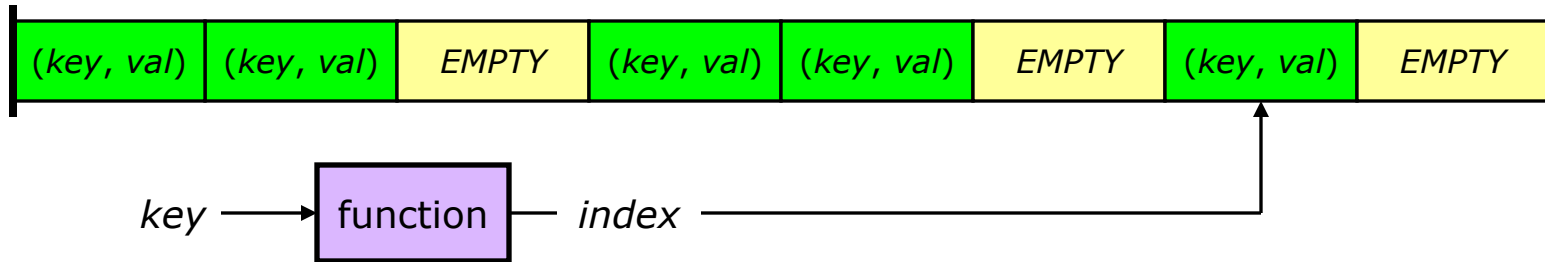 (key, val) (key, val) EMPTY (key, val) (key, val) EMPTY (key, val) EMPTY
key function index